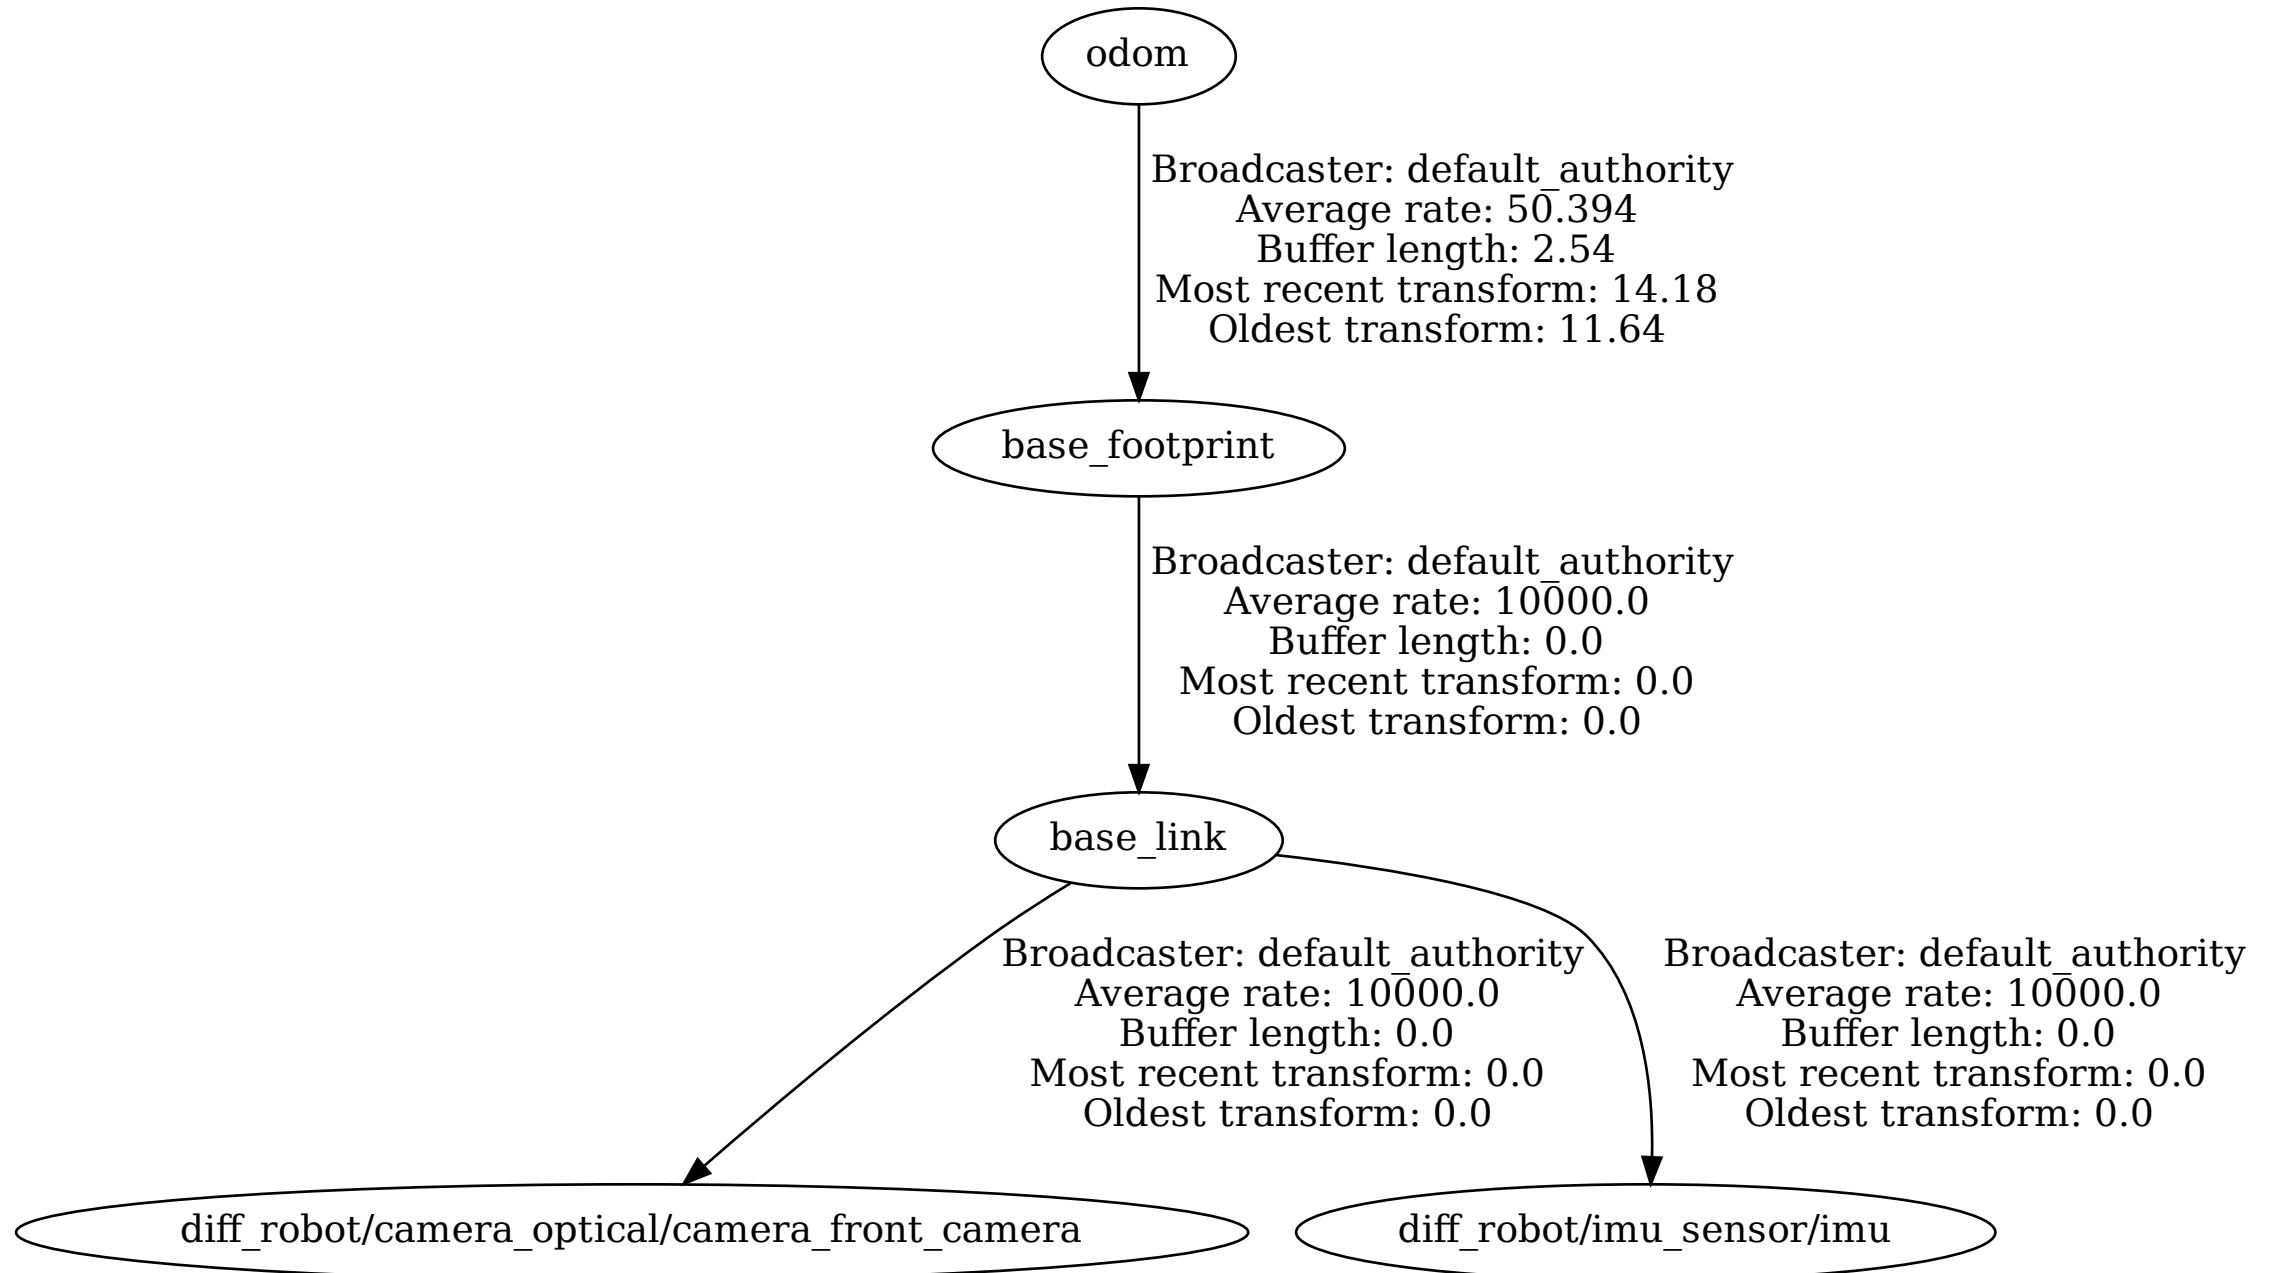 odom
Broadcaster: default_authority
Average rate: 50.394
Buffer length: 2.54
Most recent transform: 14.18
Oldest transform: 11.64
base_footprint
Broadcaster: default_authority
Average rate: 10000.0
Buffer length: 0.0
Most recent transform: 0.0
Oldest transform: 0.0
base_link
Broadcaster: default_authority
Average rate: 10000.0
Buffer length: 0.0
Most recent transform: 0.0
Oldest transform: 0.0
Broadcaster: default_authority
Average rate: 10000.0
Buffer length: 0.0
Most recent transform: 0.0
Oldest transform: 0.0
diff_robot/camera_optical/camera_front_camera
diff_robot/imu_sensor/imu